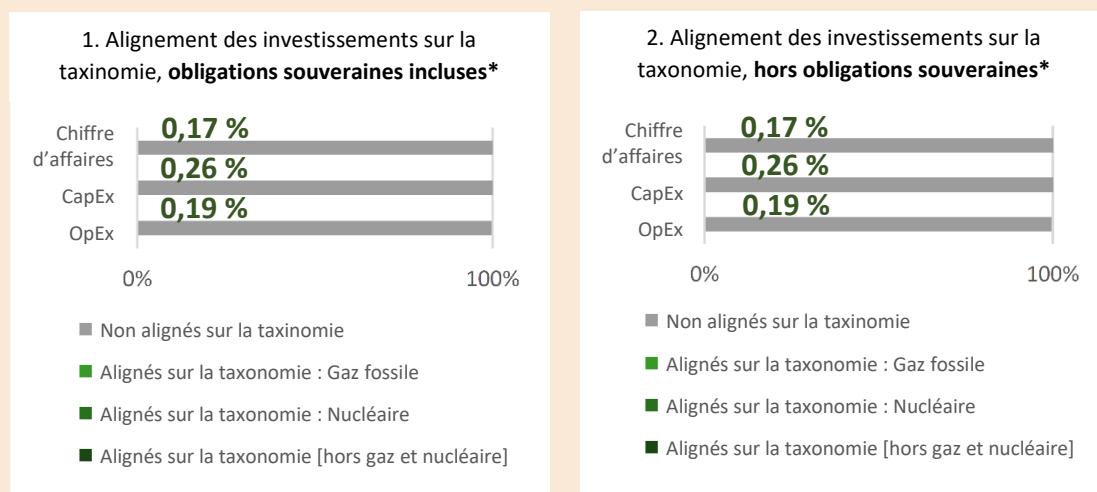 1. Alignement des investissements sur la
taxinomie, obligations souveraines incluses*
Chiffre
d’affaires
0,17 %
CapEx
0,26 %
OpEx
0,19 %
0%
100%
Non alignés sur la taxinomie
Alignés sur la taxonomie : Gaz fossile
Alignés sur la taxonomie : Nucléaire
Alignés sur la taxonomie [hors gaz et nucléaire]
2. Alignement des investissements sur la
taxonomie, hors obligations souveraines*
Chiffre
d’affaires
0,17 %
CapEx
0,26 %
OpEx
0,19 %
0%
100%
Non alignés sur la taxinomie
Alignés sur la taxonomie : Gaz fossile
Alignés sur la taxonomie : Nucléaire
Alignés sur la taxonomie [hors gaz et nucléaire]